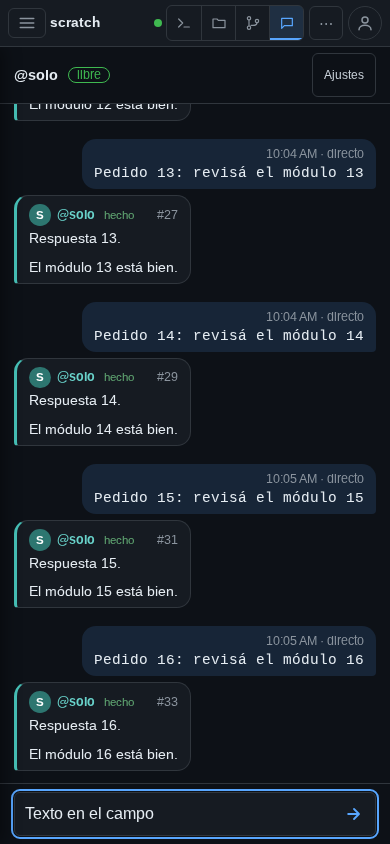 scratch
@solo libre
Ajustes
El módulo 12 está bien.
10:04 AM · directo
Pedido 13: revisá el módulo 13
S @solo hecho #27
Respuesta 13.
El módulo 13 está bien.
10:04 AM · directo
Pedido 14: revisá el módulo 14
S @solo hecho #29
Respuesta 14.
El módulo 14 está bien.
10:05 AM · directo
Pedido 15: revisá el módulo 15
S @solo hecho #31
Respuesta 15.
El módulo 15 está bien.
10:05 AM · directo
Pedido 16: revisá el módulo 16
S @solo hecho #33
Respuesta 16.
El módulo 16 está bien.
Texto en el campo